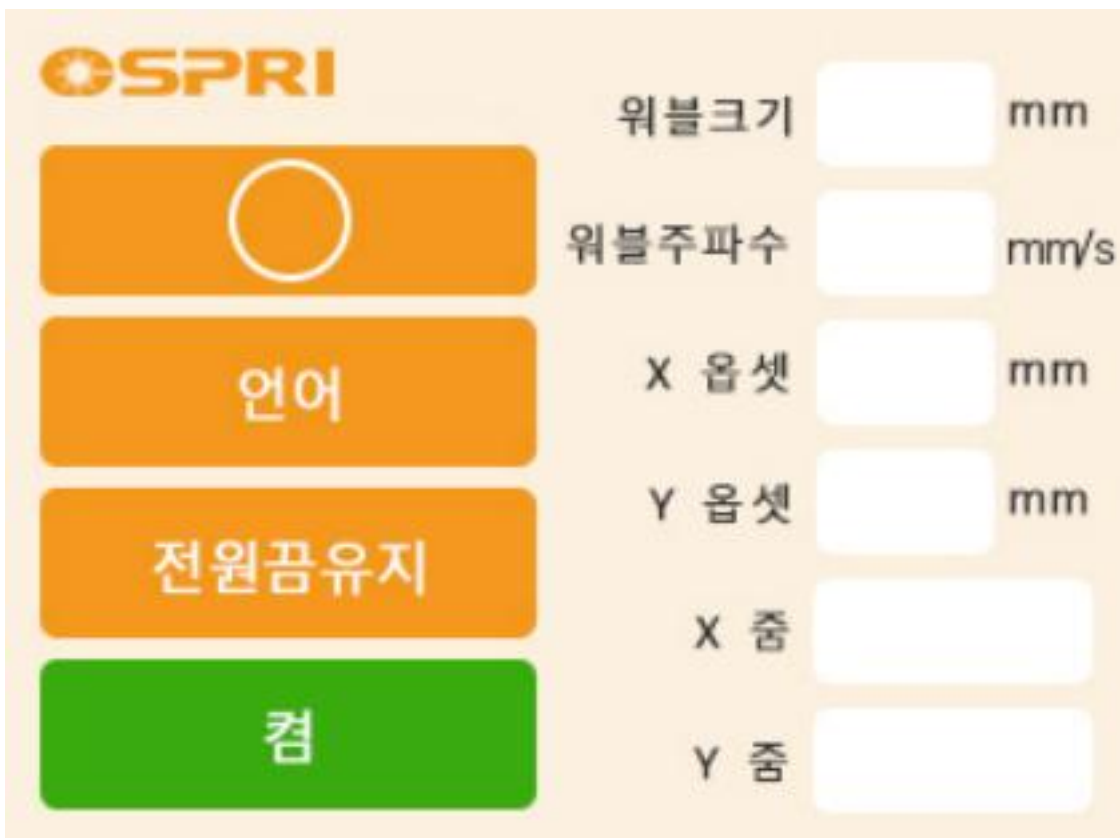 OSPRI
언어
전원끔유지
켬
워블크기 mm
워블주파수 mm/s
X 옵셋 mm
Y 옵셋 mm
X 줌
Y 줌